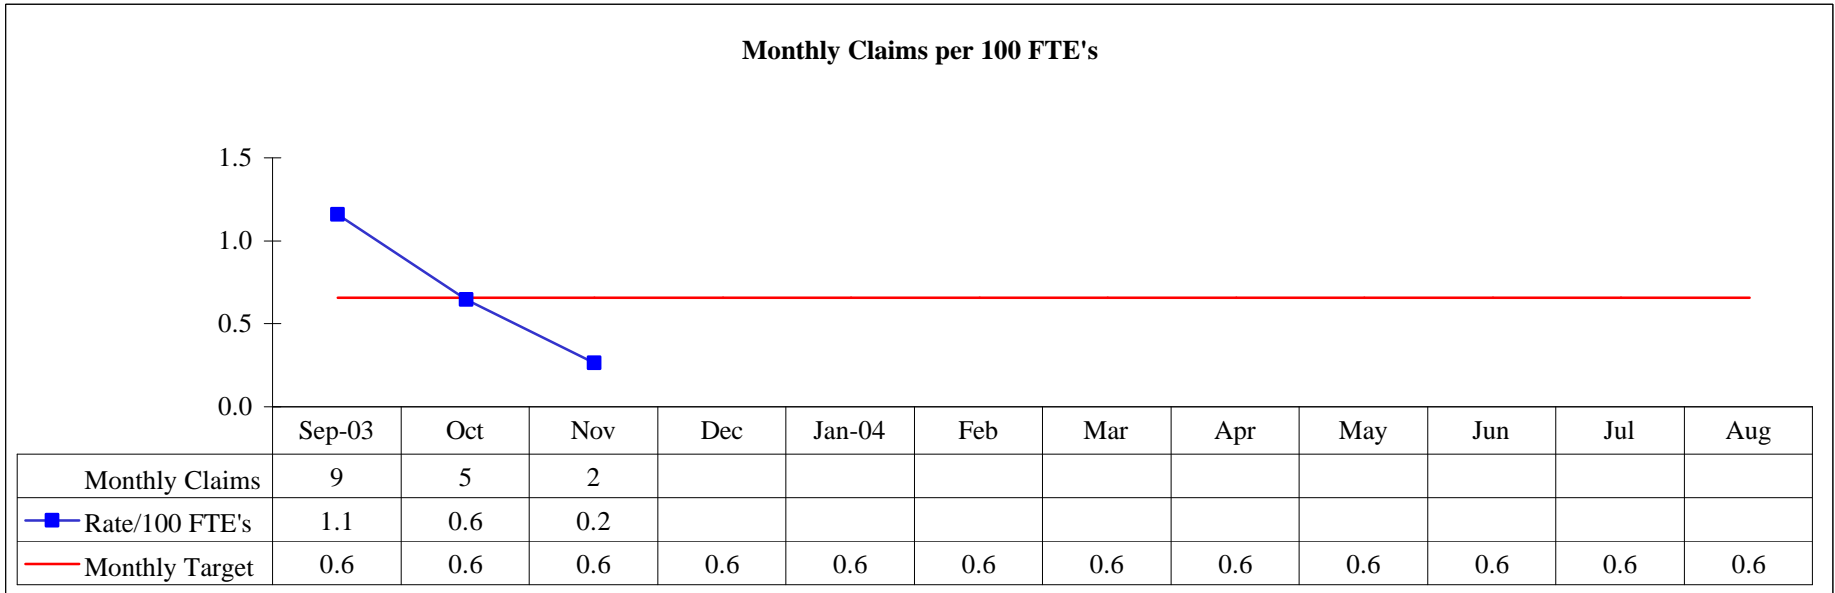 Monthly Claims per 100 FTE's
1.5
1.0
0.5
0.0
Sep-03 Oct Nov Dec Jan-04 Feb Mar Apr May Jun Jul Aug
Monthly Claims 9 5 2
Rate/100 FTE's 1.1 0.6 0.2
Monthly Target 0.6 0.6 0.6 0.6 0.6 0.6 0.6 0.6 0.6 0.6 0.6 0.6